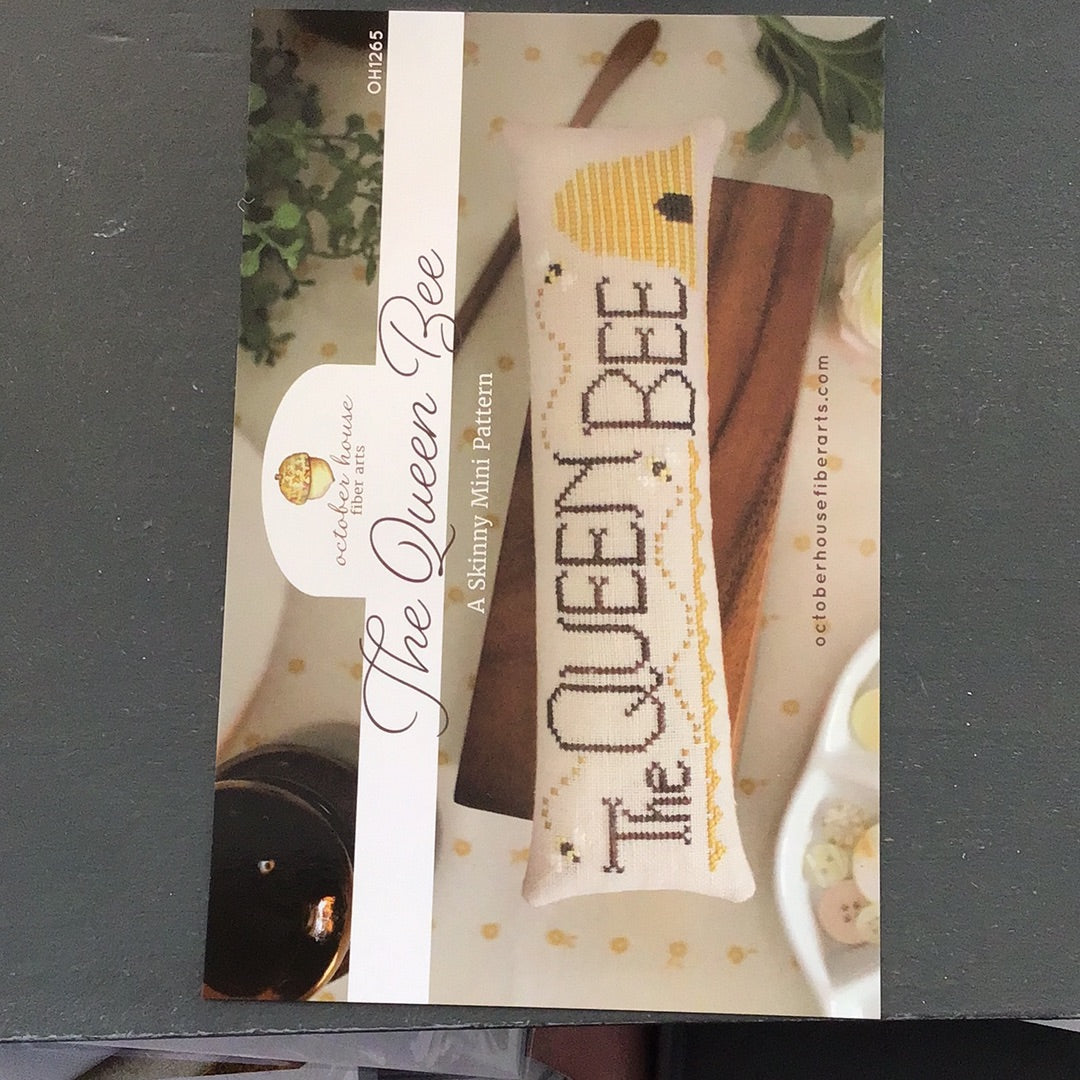 OH1265
october house
fiber arts
The Queen Bee
A Skinny Mini Pattern
The QUEEN BEE
octoberhousefiberarts.com